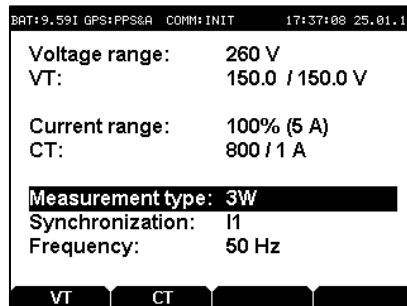 BAT:9.59I GPS:PPS&A COMM:INIT 17:37:08 25.01.1
Voltage range: 260 V
VT: 150.0 / 150.0 V
Current range: 100% (5 A)
CT: 800 / 1 A
Measurement type: 3W
Synchronization: I1
Frequency: 50 Hz
VT CT